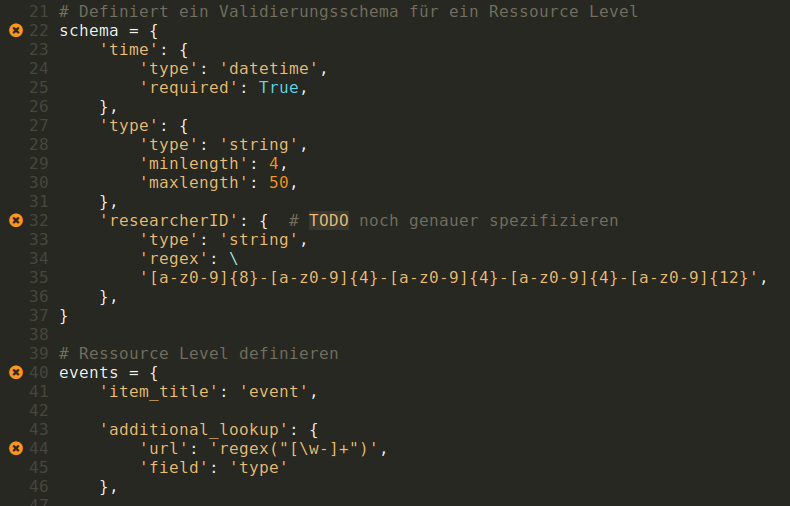 21 # Definiert ein Validierungsschema für ein Ressource Level
22 schema = {
23     'time': {
24         'type': 'datetime',
25         'required': True,
26     },
27     'type': {
28         'type': 'string',
29         'minlength': 4,
30         'maxlength': 50,
31     },
32     'researcherID': {  # TODO noch genauer spezifizieren
33         'type': 'string',
34         'regex': \
35         '[a-z0-9]{8}-[a-z0-9]{4}-[a-z0-9]{4}-[a-z0-9]{4}-[a-z0-9]{12}',
36     },
37 }
38
39 # Ressource Level definieren
40 events = {
41     'item_title': 'event',
42
43     'additional_lookup': {
44         'url': 'regex("[\w-]+")',
45         'field': 'type'
46     },
47